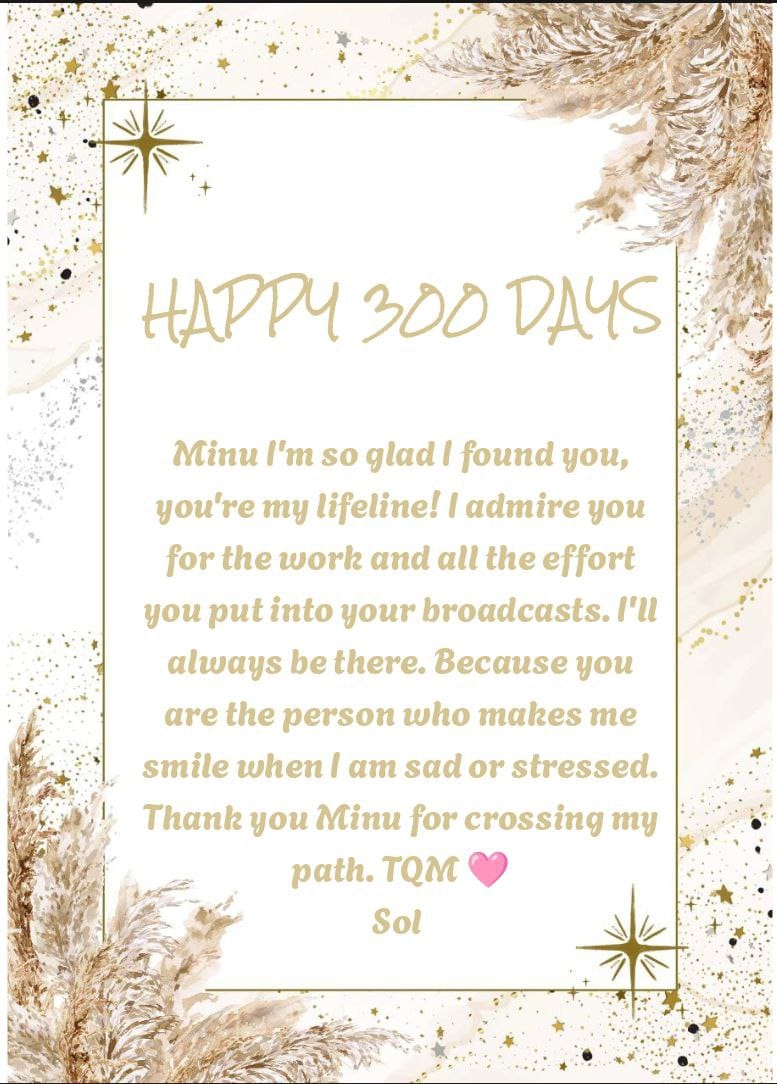 HAPPY 300 DAYS
Minu I'm so glad I found you,
you're my lifeline! I admire you
for the work and all the effort
you put into your broadcasts. I'll
always be there. Because you
are the person who makes me
smile when I am sad or stressed.
Thank you Minu for crossing my
path. TQM 🩷
Sol